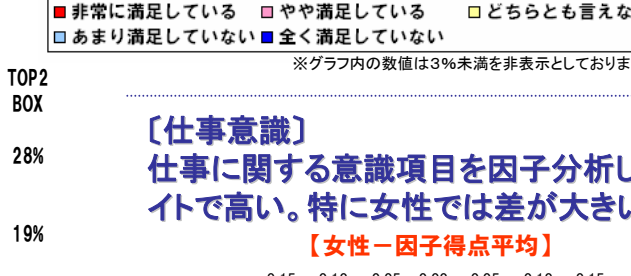 ■非常に満足している ■やや満足している □どちらとも言えな
□あまり満足していない ■全く満足していない
※グラフ内の数値は3%未満を非表示としておりま
TOP2
BOX
28%
19%
〔仕事意識〕
仕事に関する意識項目を因子分析し
イトで高い。特に女性では差が大きい
【女性－因子得点平均】